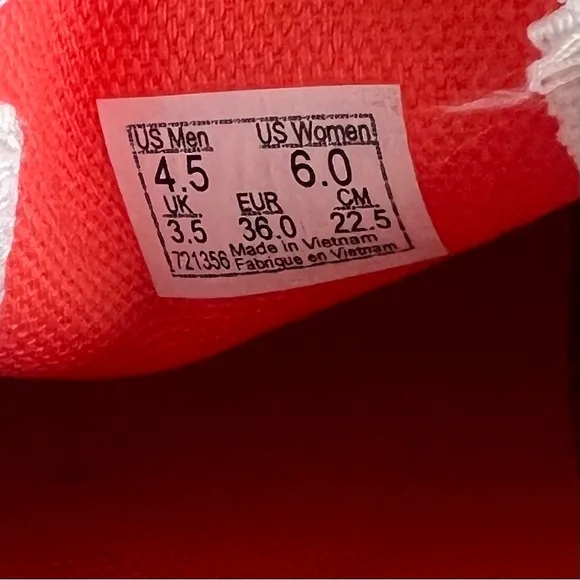 US Men US Women
4.5 6.0
UK EUR CM
3.5 36.0 22.5
Made in Vietnam
721356 Fabrique en Vietnam